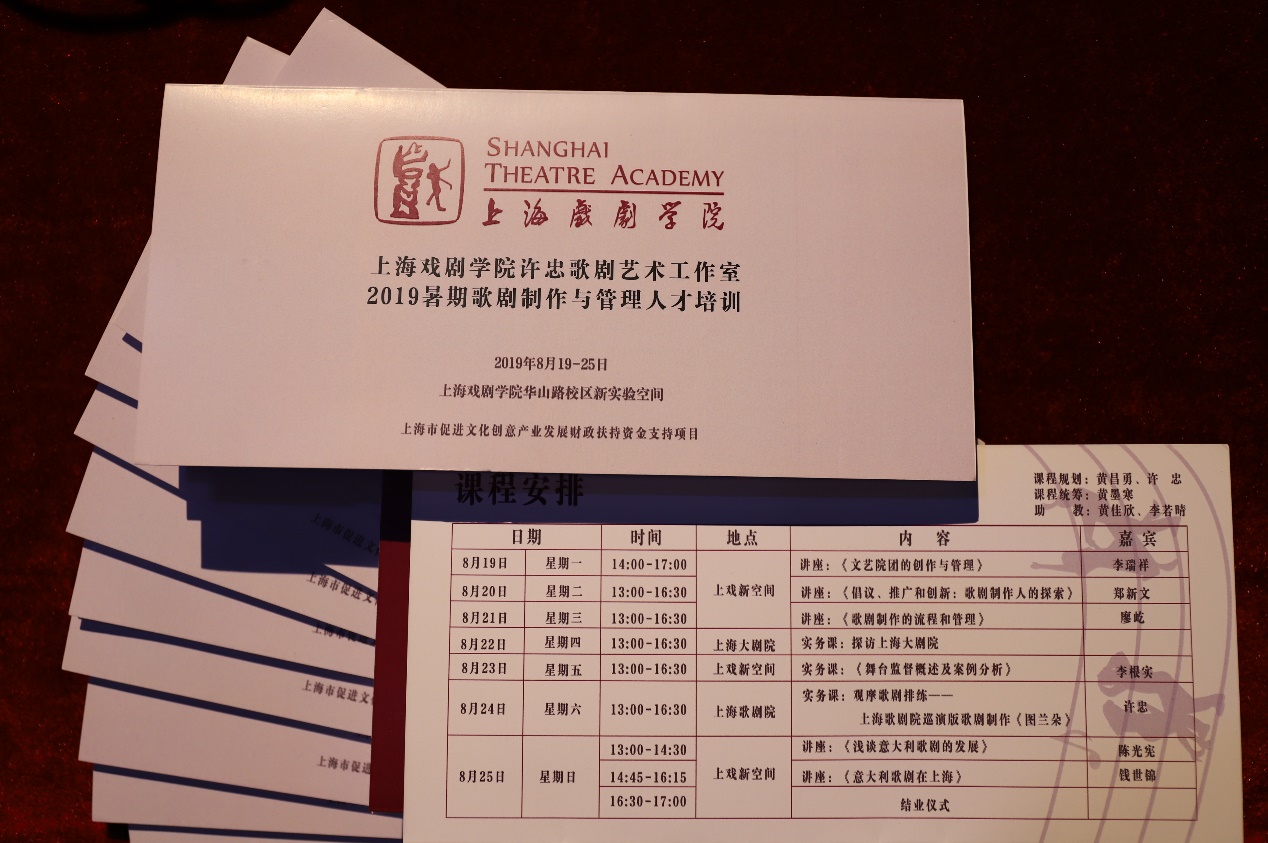 SHANGHAI
THEATRE ACADEMY
上海戲劇學院
上海戏剧学院许忠歌剧艺术工作室
2019暑期歌剧制作与管理人才培训
2019年8月19-25日
上海戏剧学院华山路校区新实验空间
上海市促进文化创意产业发展财政扶持资金支持项目
课程安排
课程规划：黄昌勇、许 忠
课程统筹：黄墨寒
助 教：黄佳欣、李若晴
日期 时间 地点 内 容 嘉 宾
8月19日 星期一 14:00-17:00 讲座：《文艺院团的创作与管理》 李瑞祥
8月20日 星期二 13:00-16:30 上戏新空间 讲座：《倡议、推广和创新：歌剧制作人的探索》 郑新文
8月21日 星期三 13:00-16:30 讲座：《歌剧制作的流程和管理》 廖屹
8月22日 星期四 13:00-16:30 上海大剧院 实务课：探访上海大剧院
8月23日 星期五 13:00-16:30 上戏新空间 实务课：《舞台监督概述及案例分析》 李根实
8月24日 星期六 13:00-16:30 上海歌剧院 实务课：观摩歌剧排练——
上海歌剧院巡演版歌剧制作《图兰朵》 许忠
13:00-14:30 讲座：《浅谈意大利歌剧的发展》 陈光宪
8月25日 星期日 14:45-16:15 上戏新空间 讲座：《意大利歌剧在上海》 钱世锦
16:30-17:00 结业仪式
上海市促进文
上海市促进文
上海市促进文
上海市促进文
上海市促进